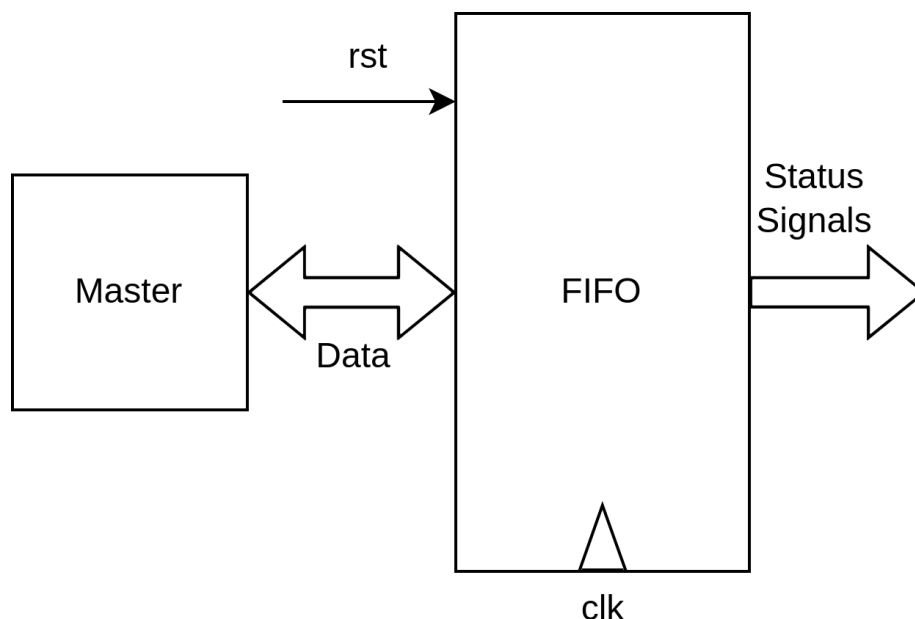 rst
Status
Signals
Master
FIFO
Data
clk